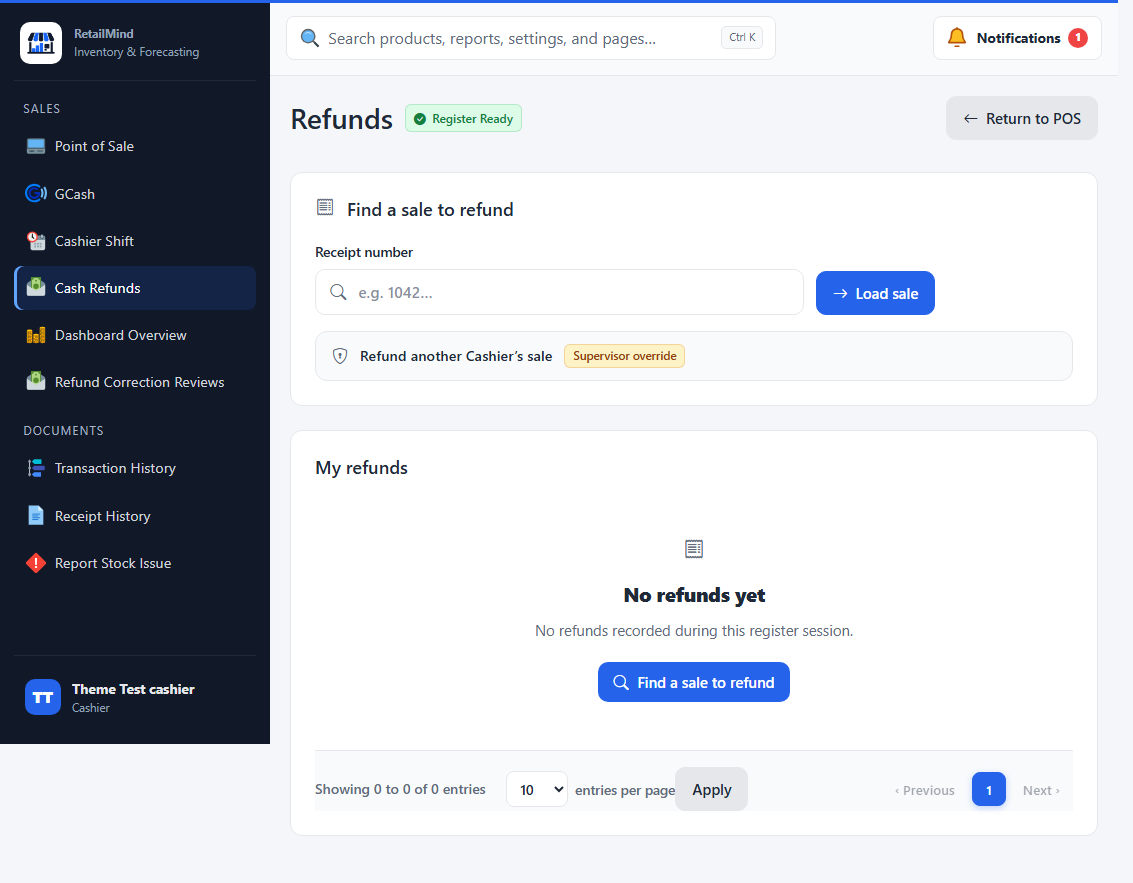 RetailMind
Inventory & Forecasting
SALES
Point of Sale
GCash
Cashier Shift
Cash Refunds
Dashboard Overview
Refund Correction Reviews
DOCUMENTS
Transaction History
Receipt History
Report Stock Issue
TT
Theme Test cashier
Cashier
Search products, reports, settings, and pages...
Ctrl K
Notifications 1
Refunds
Register Ready
← Return to POS
Find a sale to refund
Receipt number
e.g. 1042...
→ Load sale
Refund another Cashier's sale
Supervisor override
My refunds
No refunds yet
No refunds recorded during this register session.
Find a sale to refund
Showing 0 to 0 of 0 entries
10
entries per page
Apply
‹ Previous
1
Next ›